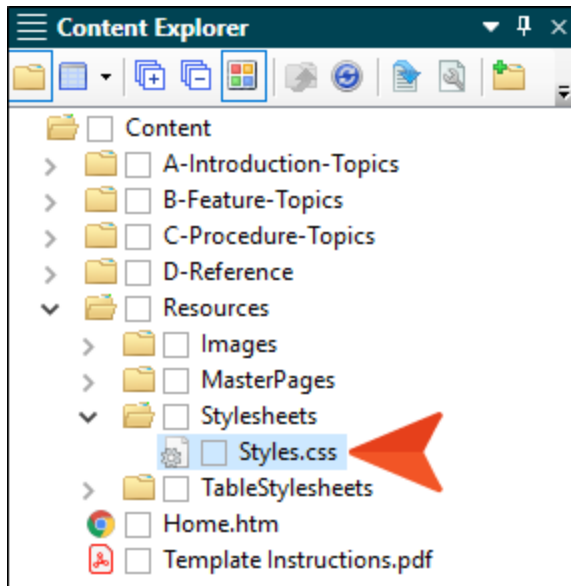 Content Explorer
Content
A-Introduction-Topics
B-Feature-Topics
C-Procedure-Topics
D-Reference
Resources
Images
MasterPages
Stylesheets
Styles.css
TableStylesheets
Home.htm
Template Instructions.pdf